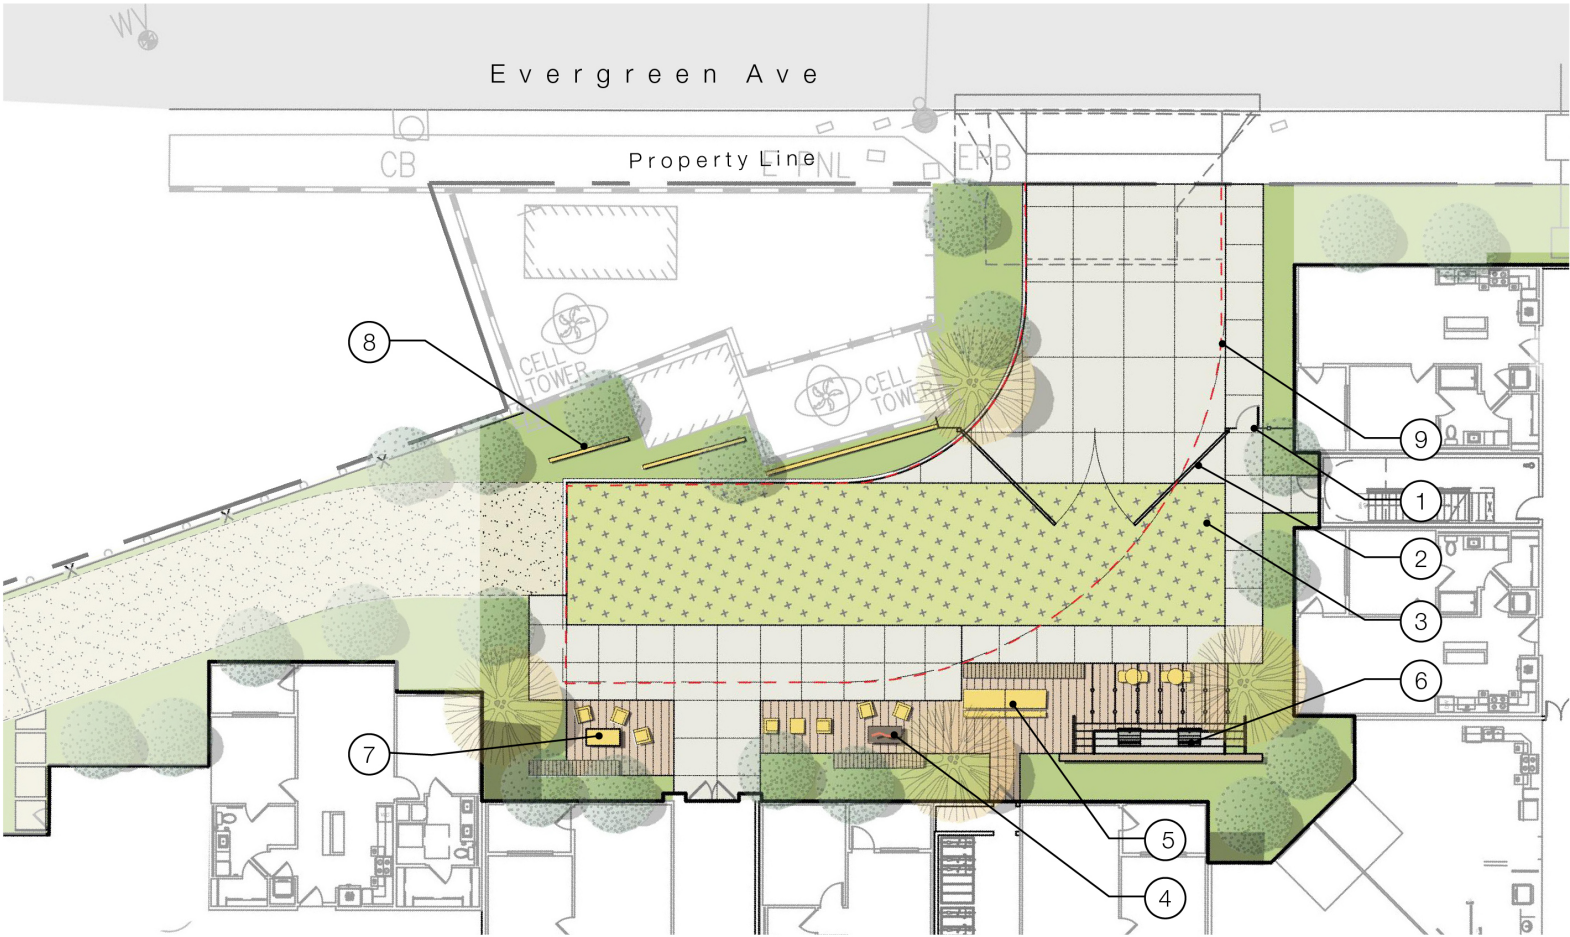 WV
Evergreen Ave
CB
Property Line
E PNL
ERB
8
CELL
TOWER
CELL
TOWER
9
1
2
3
6
7
5
4